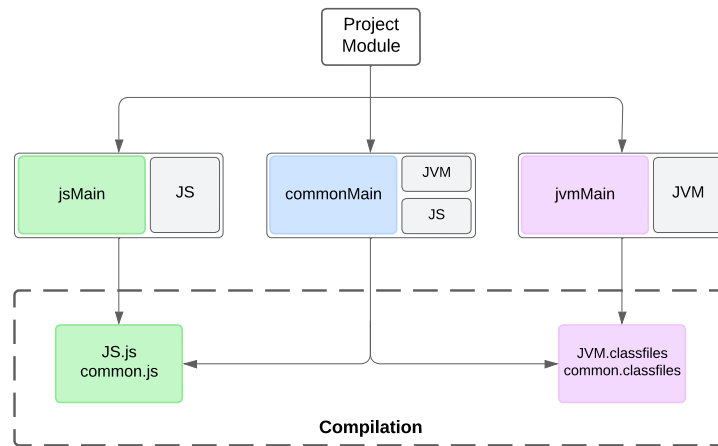 Project
Module
jsMain
JS
commonMain
JVM
JS
jvmMain
JVM
JS.js
common.js
JVM.classfiles
common.classfiles
Compilation